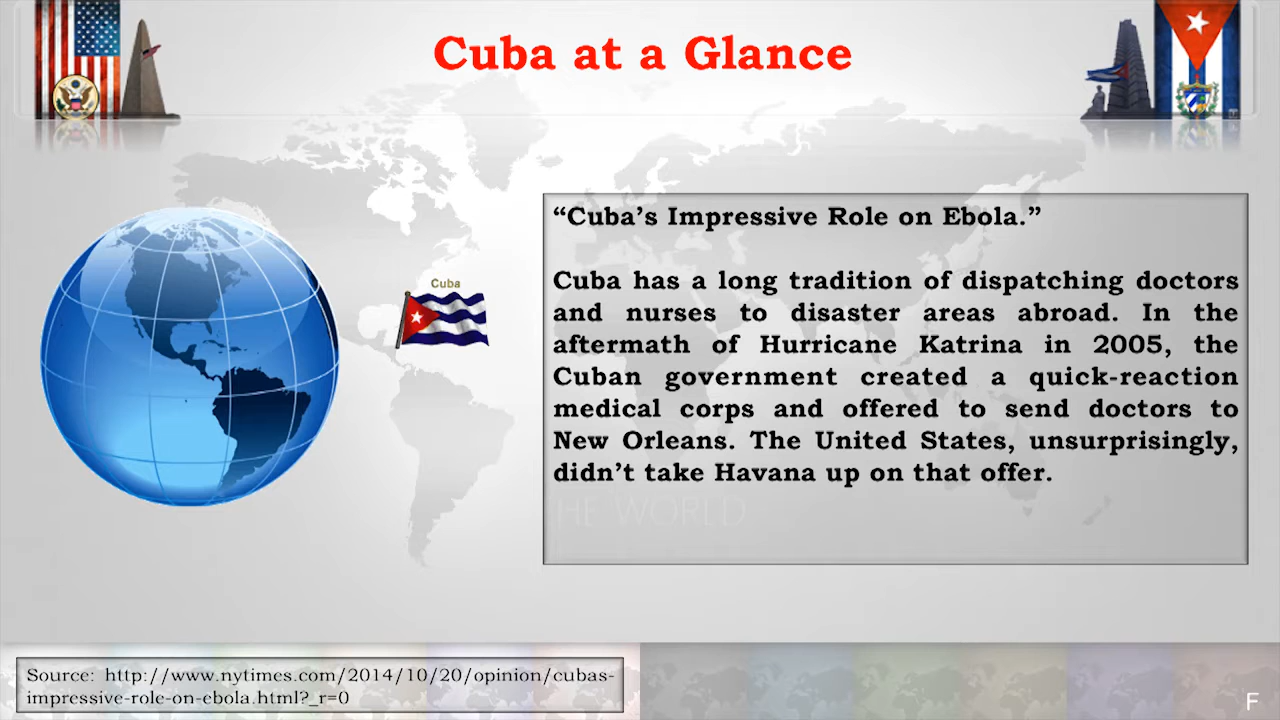 Cuba at a Glance
Cuba
“Cuba’s Impressive Role on Ebola.”
Cuba has a long tradition of dispatching doctors
and nurses to disaster areas abroad. In the
aftermath of Hurricane Katrina in 2005, the
Cuban government created a quick-reaction
medical corps and offered to send doctors to
New Orleans. The United States, unsurprisingly,
didn’t take Havana up on that offer.
HE WORLD
Source: http://www.nytimes.com/2014/10/20/opinion/cubas-
impressive-role-on-ebola.html?_r=0
F